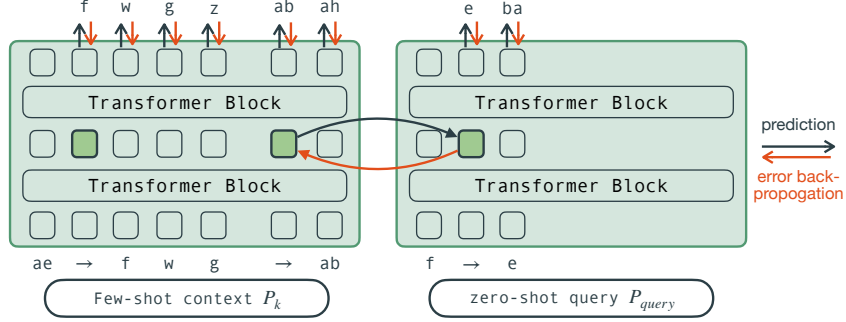 f w g z ab ah
Transformer Block
Transformer Block
ae → f w g → ab
Few-shot context P_k
e ba
Transformer Block
Transformer Block
f → e
zero-shot query P_query
prediction
error back-
propogation